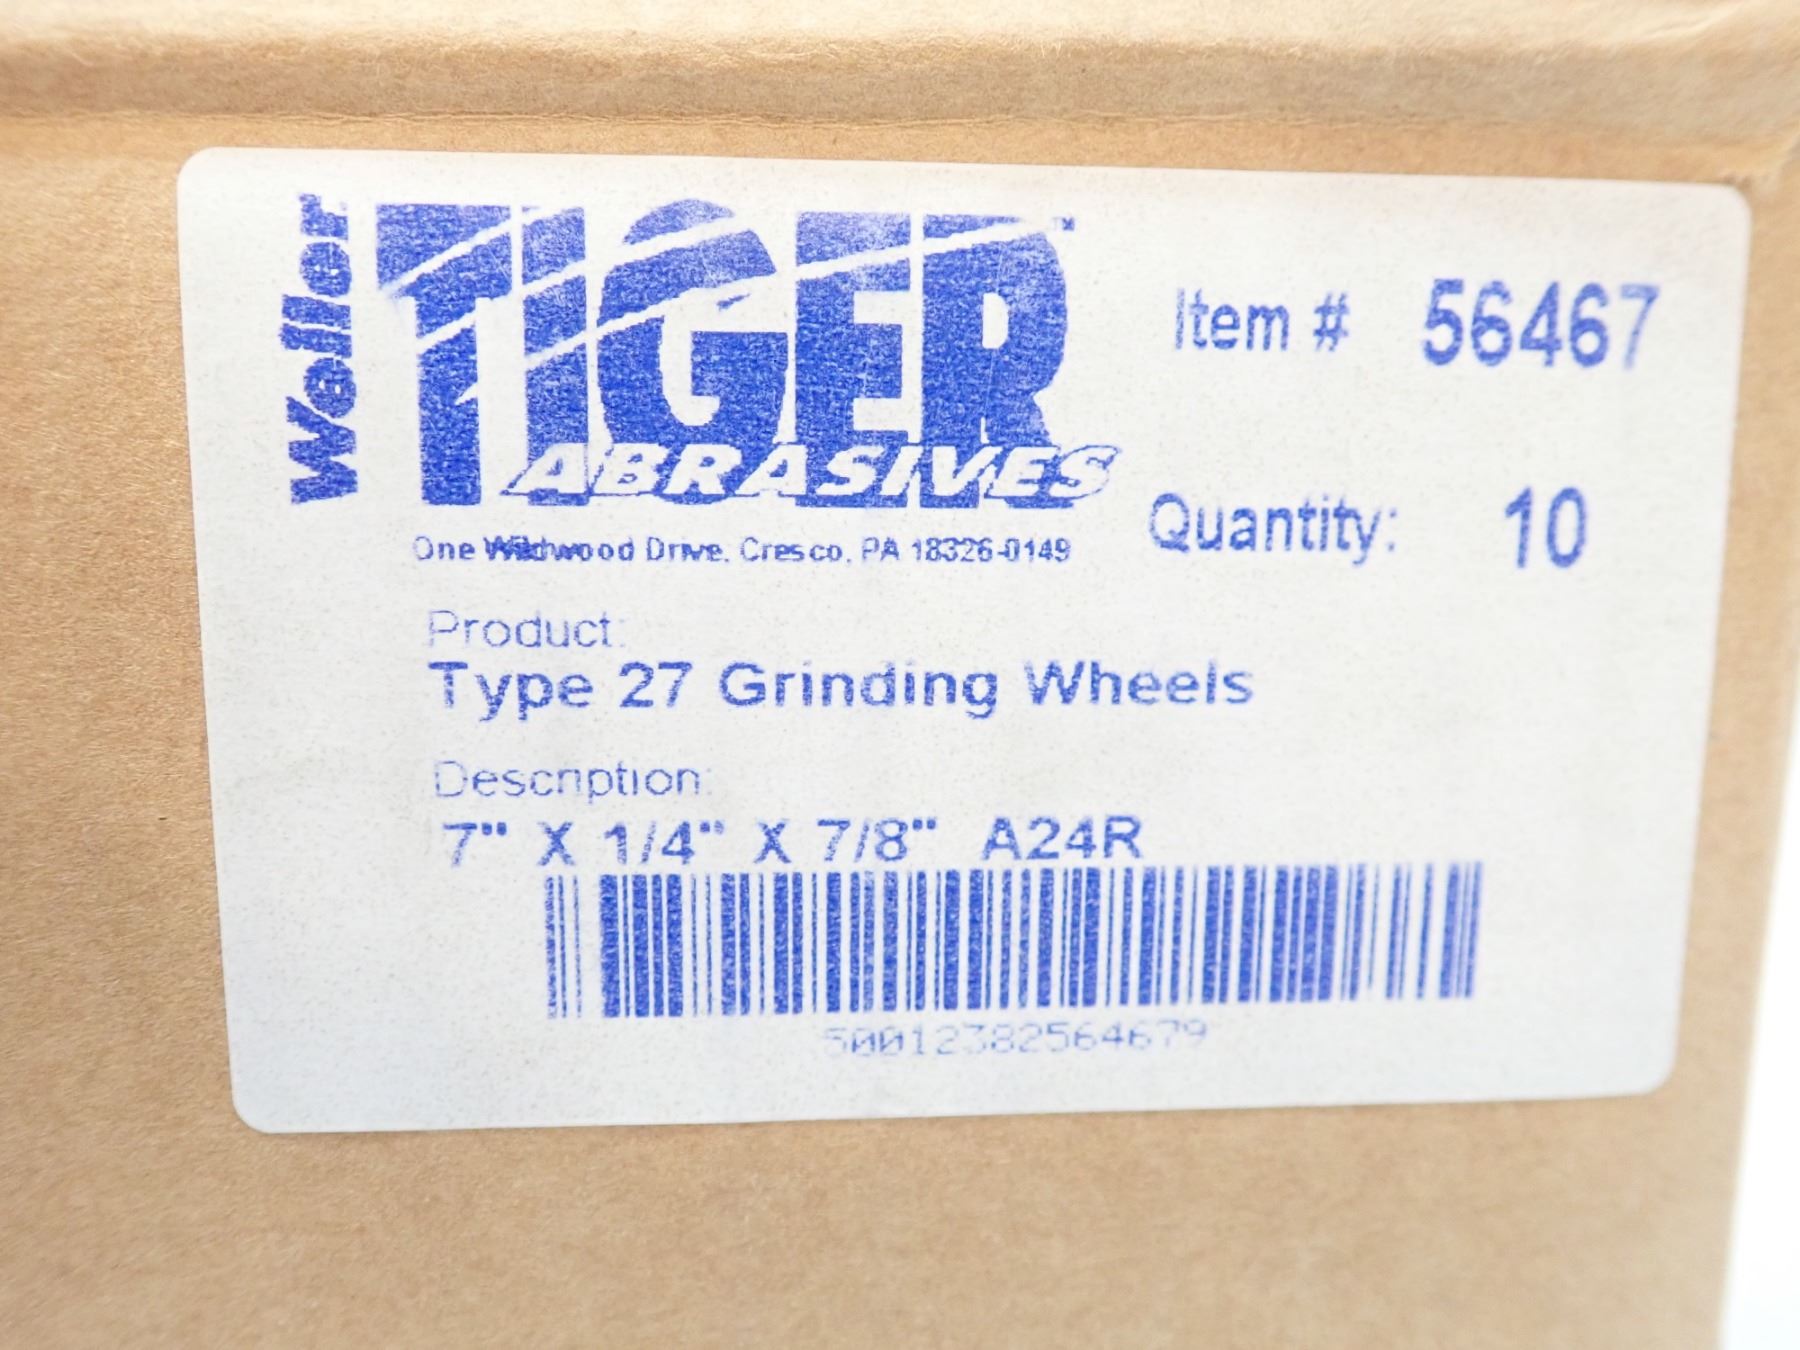 Weiler
TIGER™
ABRASIVES
One Wildwood Drive, Cresco, PA 18326-0149
Item # 56467
Quantity: 10
Product:
Type 27 Grinding Wheels
Description:
7" X 1/4" X 7/8" A24R
50012382564679